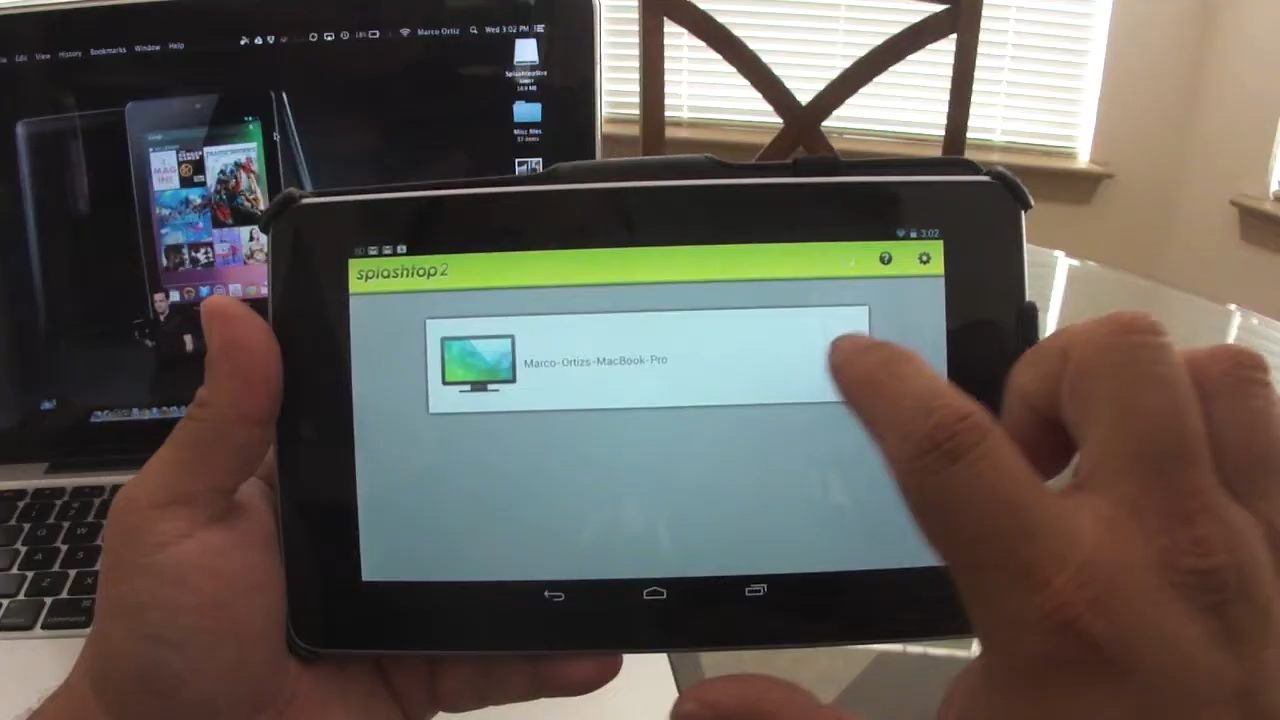 Edit View History Bookmarks Window Help
18%
Marco Ortiz
Wed 3:02 PM
Misc files
3:02
splashtop2
?
Marco-Ortizs-MacBook-Pro
Q W
A S
Z X